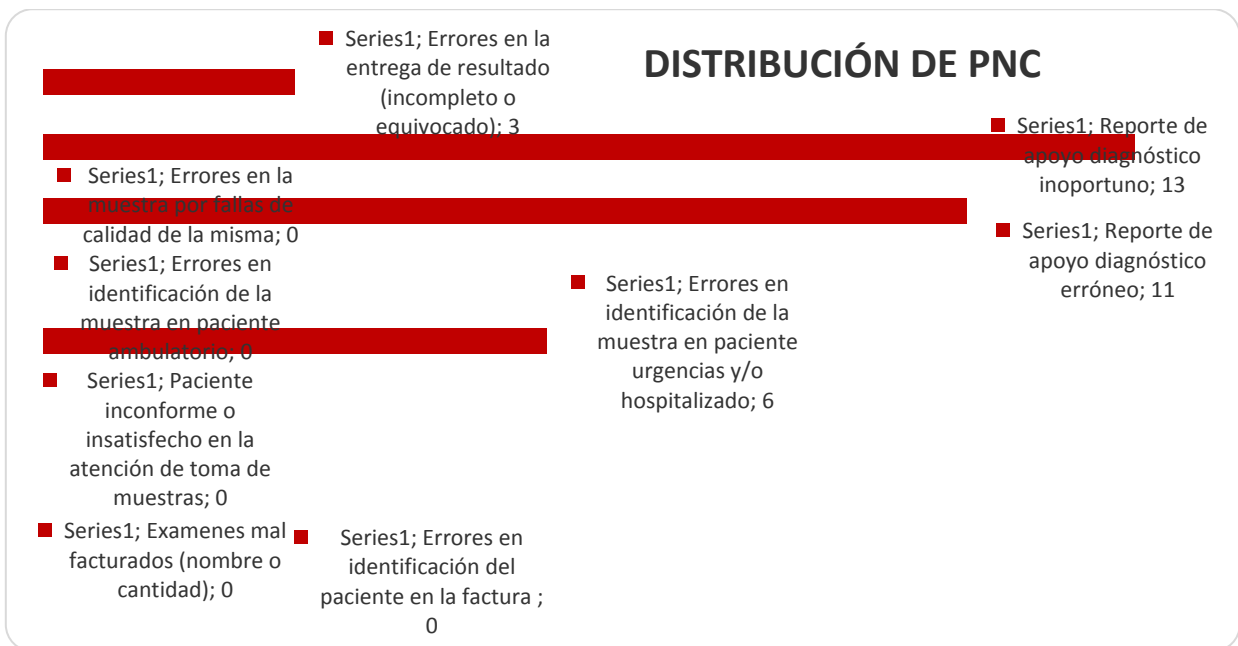 DISTRIBUCIÓN DE PNC
Series1; Errores en la
entrega de resultado
(incompleto o
equivocado); 3
Series1; Reporte de
apoyo diagnóstico
inoportuno; 13
Series1; Errores en la
muestra por fallas de
calidad de la misma; 0
Series1; Reporte de
apoyo diagnóstico
erróneo; 11
Series1; Errores en
identificación de la
muestra en paciente
ambulatorio; 0
Series1; Errores en
identificación de la
muestra en paciente
urgencias y/o
hospitalizado; 6
Series1; Paciente
inconforme o
insatisfecho en la
atención de toma de
muestras; 0
Series1; Examenes mal
facturados (nombre o
cantidad); 0
Series1; Errores en
identificación del
paciente en la factura ;
0